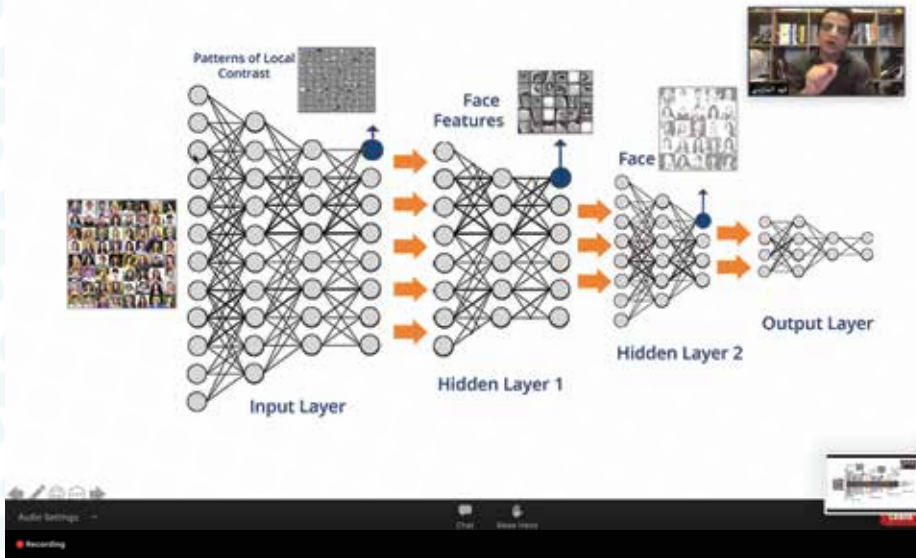 Patterns of Local
Contrast
Face
Features
Face
Input Layer
Hidden Layer 1
Hidden Layer 2
Output Layer
Audio Settings
Chat
Raise Hand
Leave
Recording